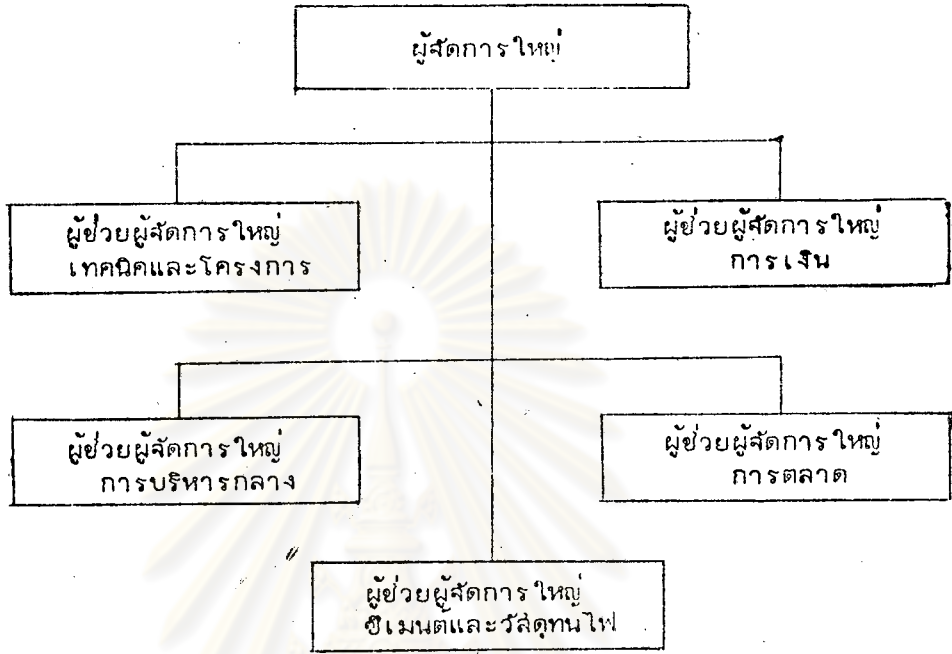 ผู้จัดการใหญ่
ผู้ช่วยผู้จัดการใหญ่
เทคนิคและโครงการ
ผู้ช่วยผู้จัดการใหญ่
การเงิน
ผู้ช่วยผู้จัดการใหญ่
การบริหารกลาง
ผู้ช่วยผู้จัดการใหญ่
การตลาด
ผู้ช่วยผู้จัดการใหญ่
ซิเมนต์และวัสดุทนไฟ